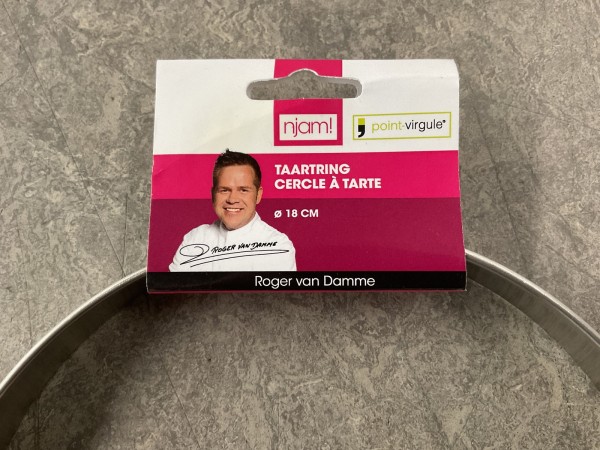 njam!
point-virgule®
TAARTRING
CERCLE À TARTE
Ø 18 CM
ROGER VAN DAMME
Roger van Damme